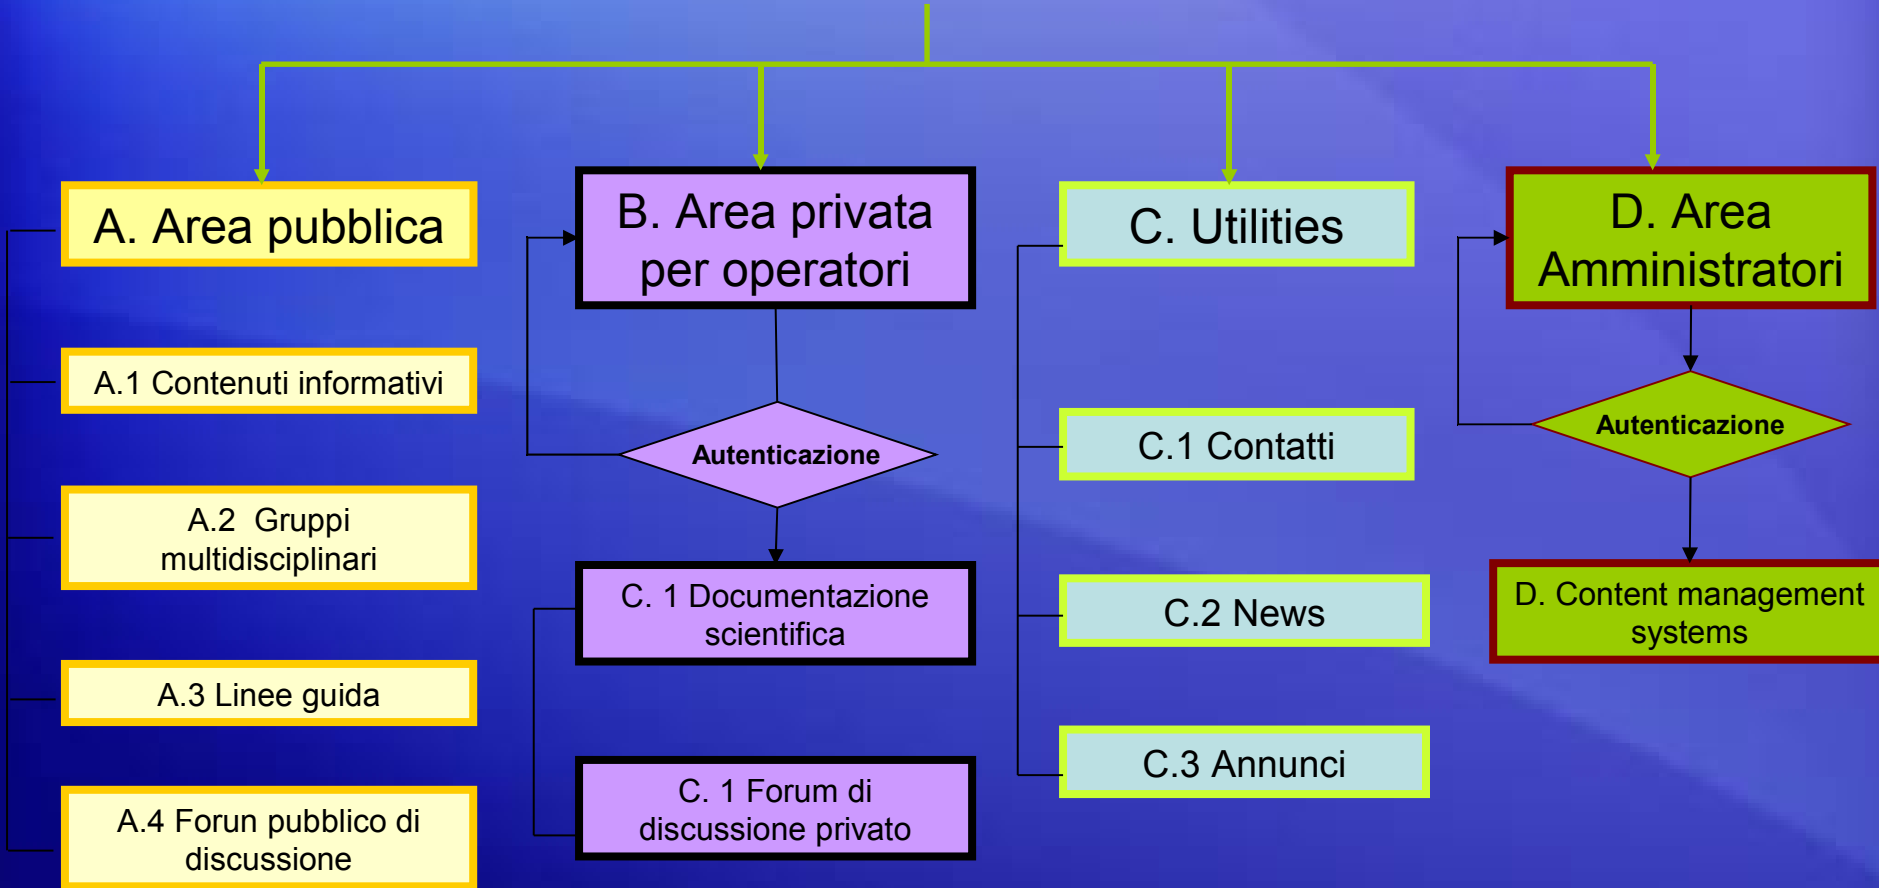 A. Area pubblica
A.1 Contenuti informativi
A.2  Gruppi
multidisciplinari
A.3 Linee guida
A.4 Forun pubblico di
discussione
B. Area privata
per operatori
Autenticazione
C. 1 Documentazione
scientifica
C. 1 Forum di
discussione privato
C. Utilities
C.1 Contatti
C.2 News
C.3 Annunci
D. Area
Amministratori
Autenticazione
D. Content management
systems